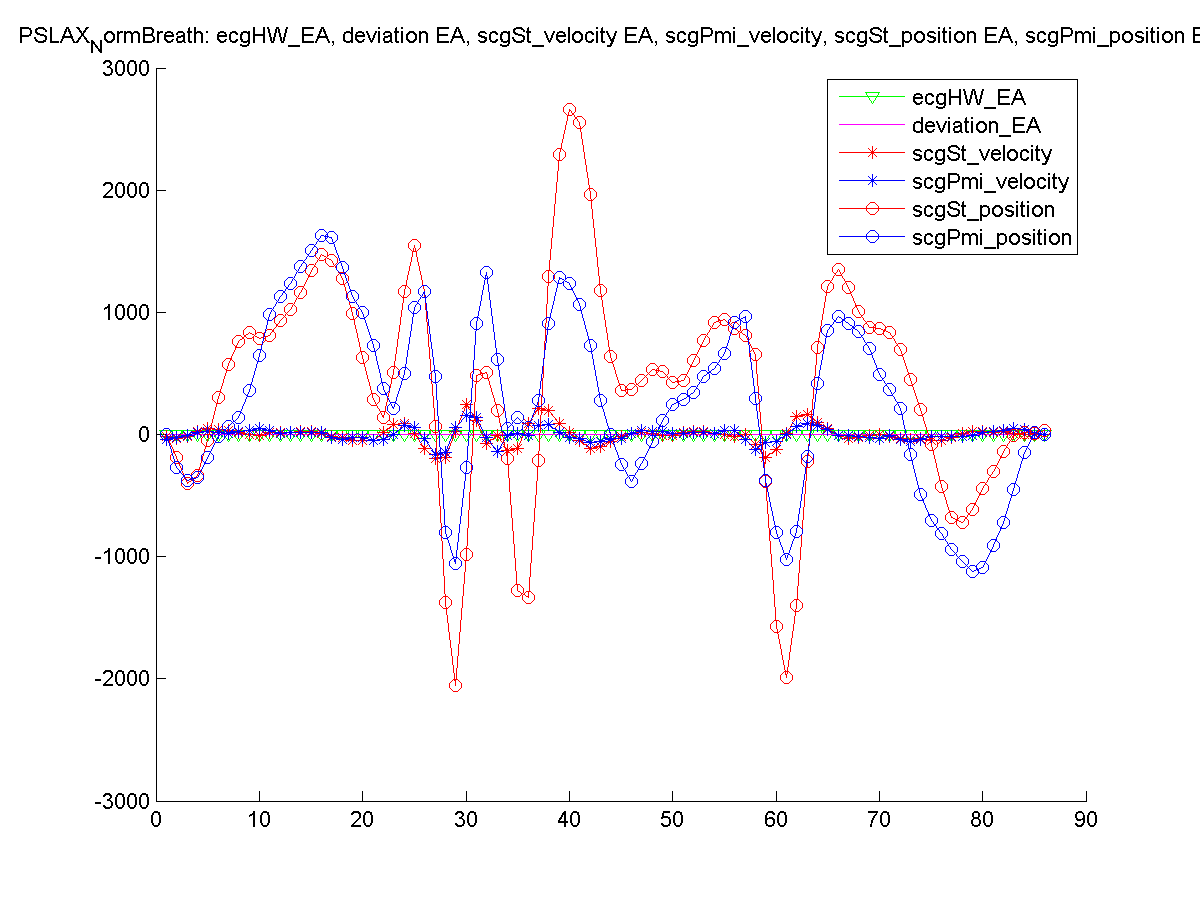 PSLAX_NormBreath: ecgHW_EA, deviation EA, scgSt_velocity EA, scgPmi_velocity, scgSt_position EA, scgPmi_position E
3000
2000
1000
0
-1000
-2000
-3000
0 10 20 30 40 50 60 70 80 90
ecgHW_EA
deviation_EA
scgSt_velocity
scgPmi_velocity
scgSt_position
scgPmi_position